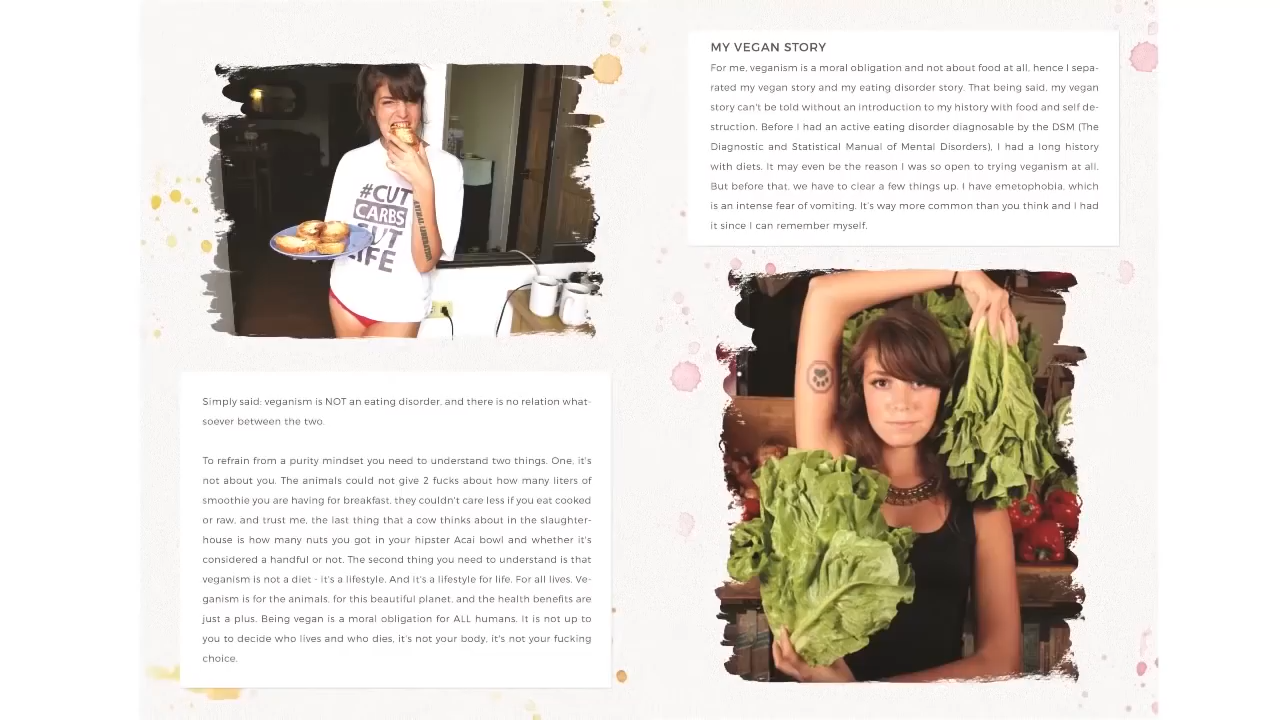 #CUT
CARBS
CUT
LIFE
Simply said: veganism is NOT an eating disorder, and there is no relation what-
soever between the two.
To refrain from a purity mindset you need to understand two things. One, it's
not about you. The animals could not give 2 fucks about how many liters of
smoothie you are having for breakfast, they couldn't care less if you eat cooked
or raw, and trust me, the last thing that a cow thinks about in the slaughter-
house is how many nuts you got in your hipster Acai bowl and whether it's
considered a handful or not. The second thing you need to understand is that
veganism is not a diet - it's a lifestyle. And it's a lifestyle for life. For all lives. Ve-
ganism is for the animals, for this beautiful planet, and the health benefits are
just a plus. Being vegan is a moral obligation for ALL humans. It is not up to
you to decide who lives and who dies, it's not your body, it's not your fucking
choice.
MY VEGAN STORY
For me, veganism is a moral obligation and not about food at all, hence I sepa-
rated my vegan story and my eating disorder story. That being said, my vegan
story can't be told without an introduction to my history with food and self de-
struction. Before I had an active eating disorder diagnosable by the DSM (The
Diagnostic and Statistical Manual of Mental Disorders), I had a long history
with diets. It may even be the reason I was so open to trying veganism at all.
But before that, we have to clear a few things up. I have emetophobia, which
is an intense fear of vomiting. It's way more common than you think and I had
it since I can remember myself.